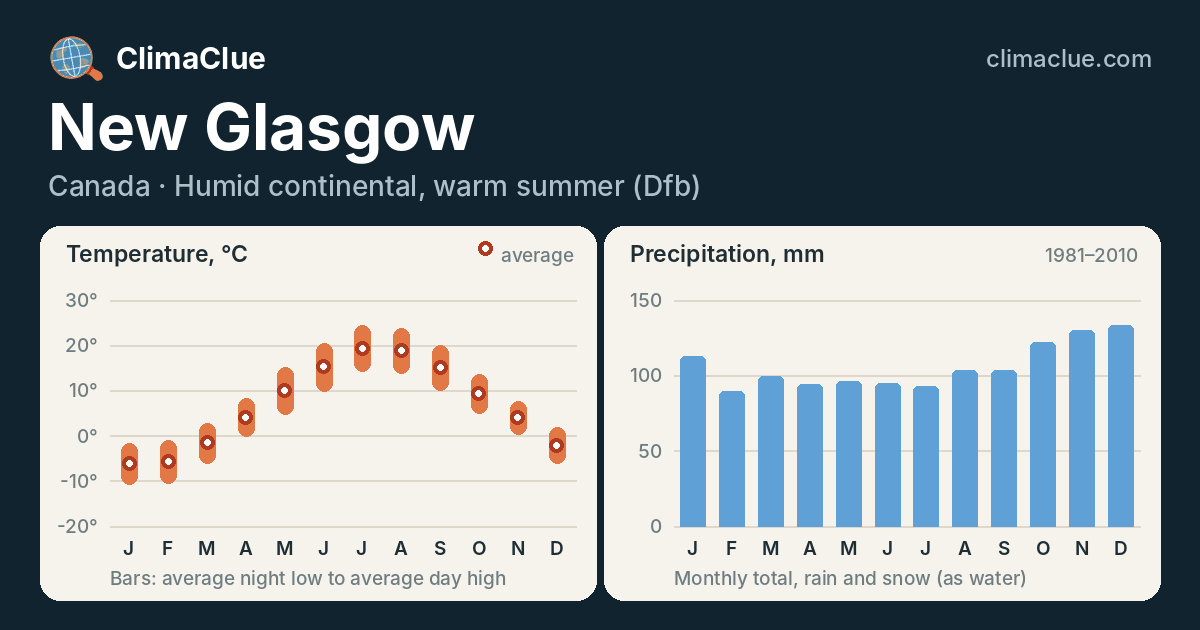 ClimaClue
climaclue.com
New Glasgow
Canada · Humid continental, warm summer (Dfb)
Temperature, °C
average
30°
20°
10°
0°
-10°
-20°
J F M A M J J A S O N D
Bars: average night low to average day high
Precipitation, mm
1981–2010
150
100
50
0
J F M A M J J A S O N D
Monthly total, rain and snow (as water)